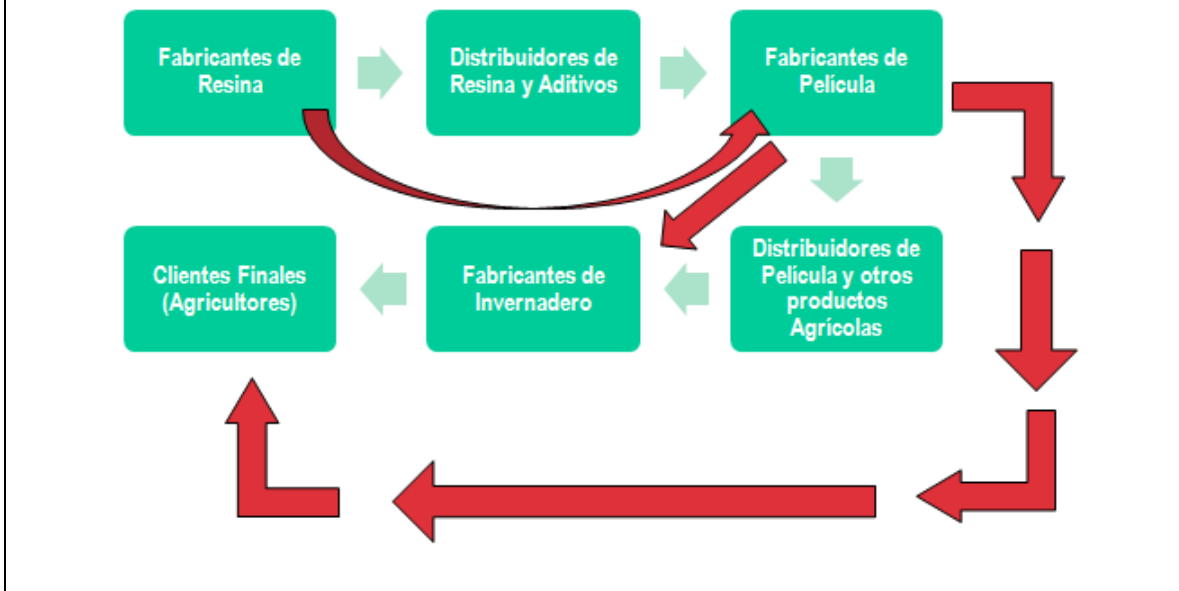 Fabricantes de
Resina
Distribuidores de
Resina y Aditivos
Fabricantes de
Película
Clientes Finales
(Agricultores)
Fabricantes de
Invernadero
Distribuidores de
Película y otros
productos
Agrícolas